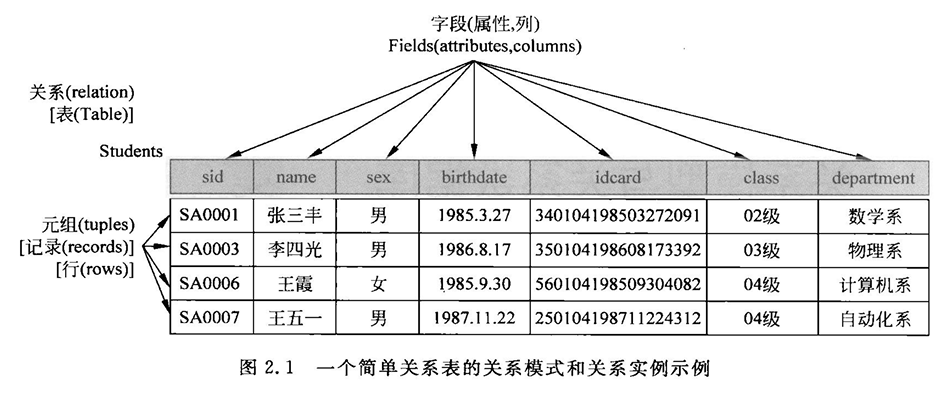 字段(属性,列)
Fields(attributes,columns)
关系(relation)
[表(Table)]
Students
sid name sex birthdate idcard class department
元组(tuples)
[记录(records)]
[行(rows)]
SA0001 张三丰 男 1985.3.27 340104198503272091 02级 数学系
SA0003 李四光 男 1986.8.17 350104198608173392 03级 物理系
SA0006 王霞 女 1985.9.30 560104198509304082 04级 计算机系
SA0007 王五一 男 1987.11.22 250104198711224312 04级 自动化系
图 2.1 一个简单关系表的关系模式和关系实例示例